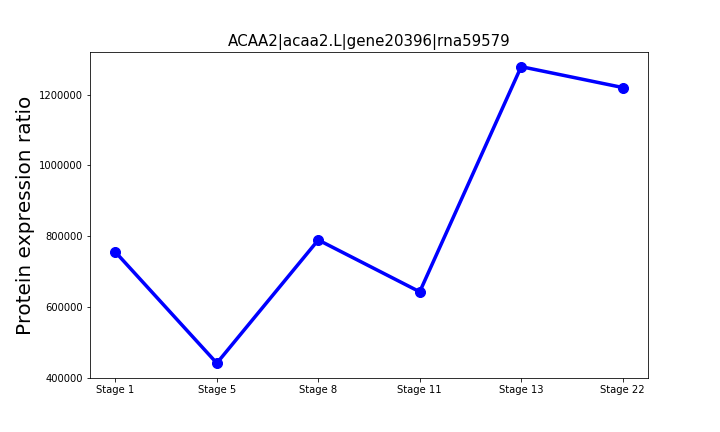 ACAA2|acaa2.L|gene20396|rna59579
Protein expression ratio
1200000
1000000
800000
600000
400000
Stage 1
Stage 5
Stage 8
Stage 11
Stage 13
Stage 22